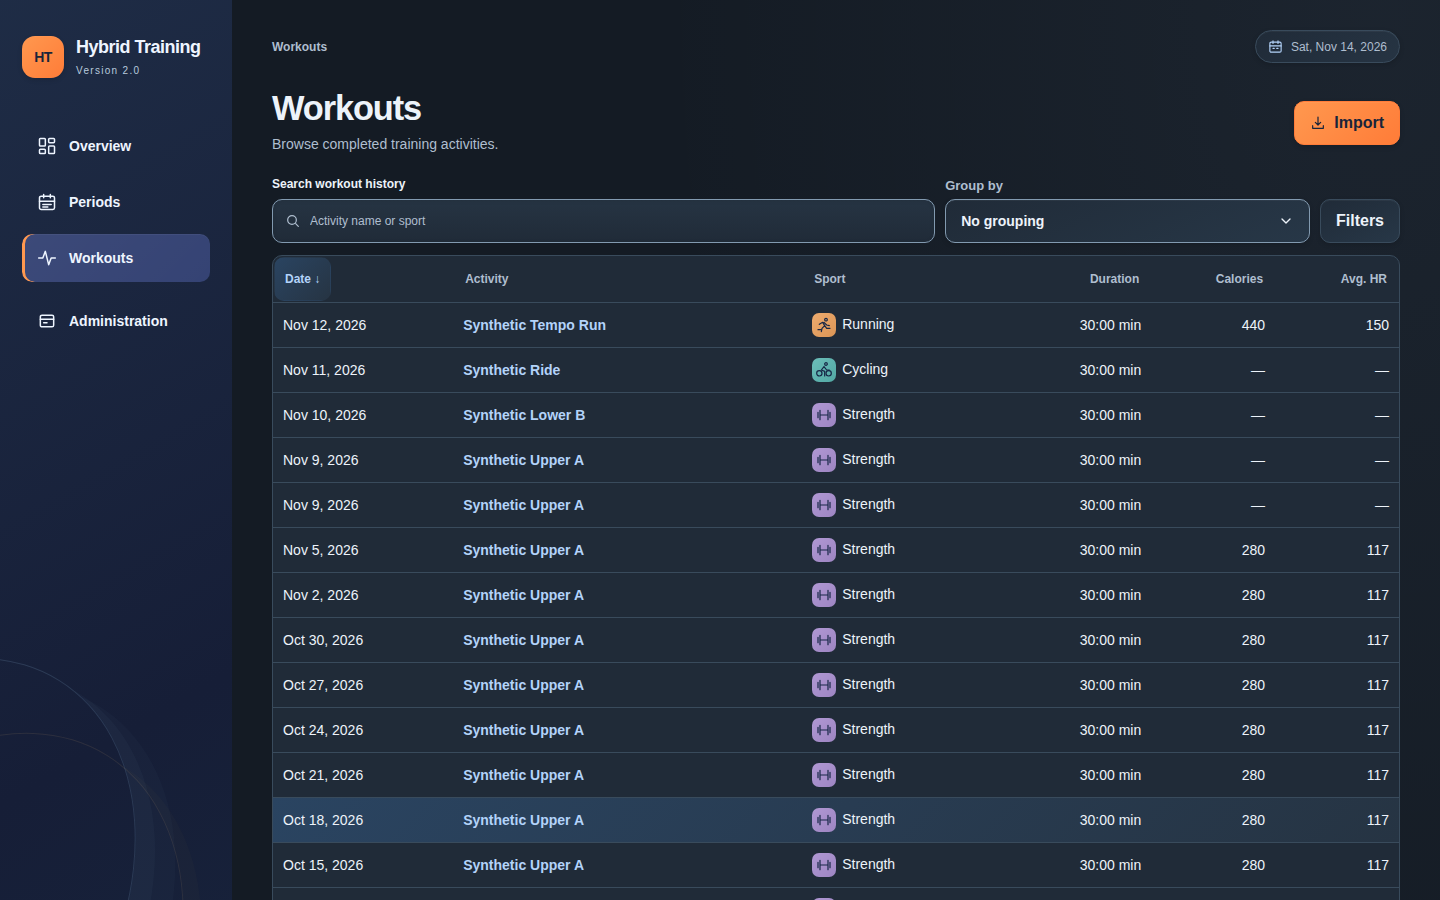 HT
Hybrid Training
Version 2.0
Overview
Periods
Workouts
Administration
Workouts
Sat, Nov 14, 2026
Workouts
Browse completed training activities.
Import
Search workout history
Activity name or sport
Group by
No grouping
Filters
Date ↓ Activity Sport Duration Calories Avg. HR
Nov 12, 2026 Synthetic Tempo Run Running 30:00 min 440 150
Nov 11, 2026 Synthetic Ride Cycling 30:00 min — —
Nov 10, 2026 Synthetic Lower B Strength 30:00 min — —
Nov 9, 2026 Synthetic Upper A Strength 30:00 min — —
Nov 9, 2026 Synthetic Upper A Strength 30:00 min — —
Nov 5, 2026 Synthetic Upper A Strength 30:00 min 280 117
Nov 2, 2026 Synthetic Upper A Strength 30:00 min 280 117
Oct 30, 2026 Synthetic Upper A Strength 30:00 min 280 117
Oct 27, 2026 Synthetic Upper A Strength 30:00 min 280 117
Oct 24, 2026 Synthetic Upper A Strength 30:00 min 280 117
Oct 21, 2026 Synthetic Upper A Strength 30:00 min 280 117
Oct 18, 2026 Synthetic Upper A Strength 30:00 min 280 117
Oct 15, 2026 Synthetic Upper A Strength 30:00 min 280 117